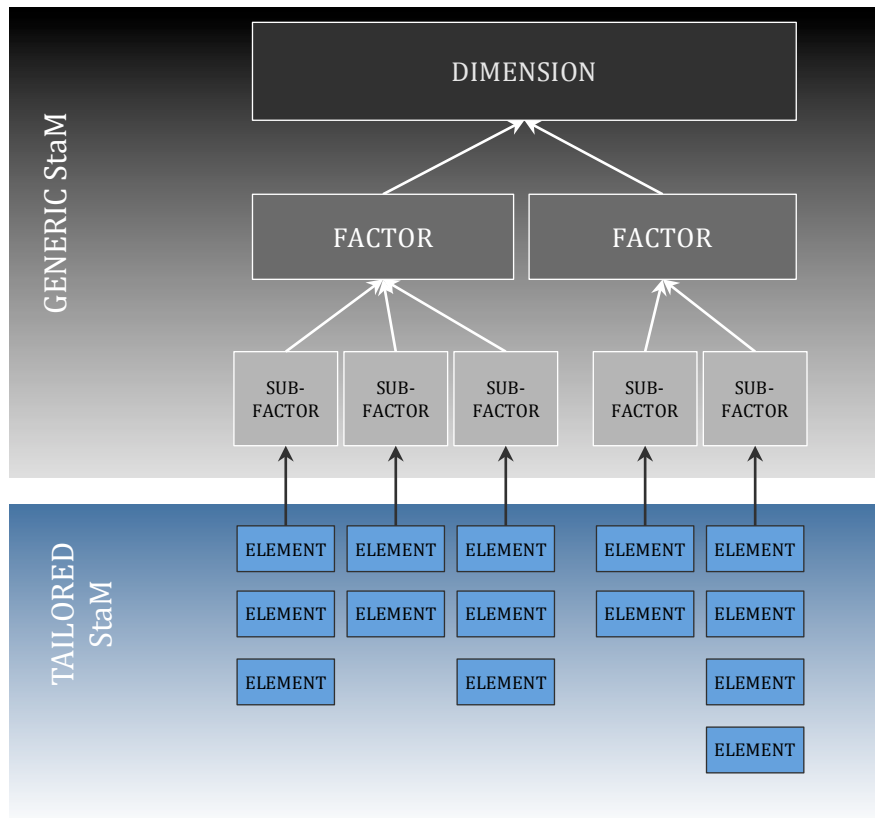 GENERIC StaM
DIMENSION
FACTOR
FACTOR
SUB-
FACTOR
SUB-
FACTOR
SUB-
FACTOR
SUB-
FACTOR
SUB-
FACTOR
TAILORED
StaM
ELEMENT
ELEMENT
ELEMENT
ELEMENT
ELEMENT
ELEMENT
ELEMENT
ELEMENT
ELEMENT
ELEMENT
ELEMENT
ELEMENT
ELEMENT
ELEMENT